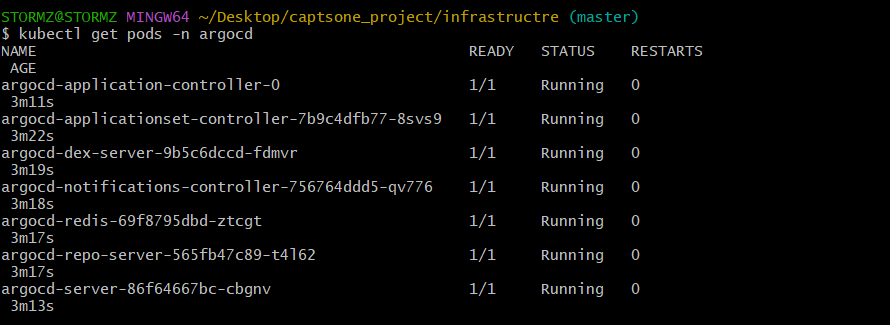 STORMZ@STORMZ MINGW64 ~/Desktop/captsone_project/infrastructre (master)
$ kubectl get pods -n argocd
NAME                                                READY   STATUS    RESTARTS
 AGE
argocd-application-controller-0                     1/1     Running   0
 3m11s
argocd-applicationset-controller-7b9c4dfb77-8svs9   1/1     Running   0
 3m22s
argocd-dex-server-9b5c6dccd-fdmvr                   1/1     Running   0
 3m19s
argocd-notifications-controller-756764ddd5-qv776    1/1     Running   0
 3m18s
argocd-redis-69f8795dbd-ztcgt                       1/1     Running   0
 3m17s
argocd-repo-server-565fb47c89-t4l62                 1/1     Running   0
 3m17s
argocd-server-86f64667bc-cbgnv                      1/1     Running   0
 3m13s